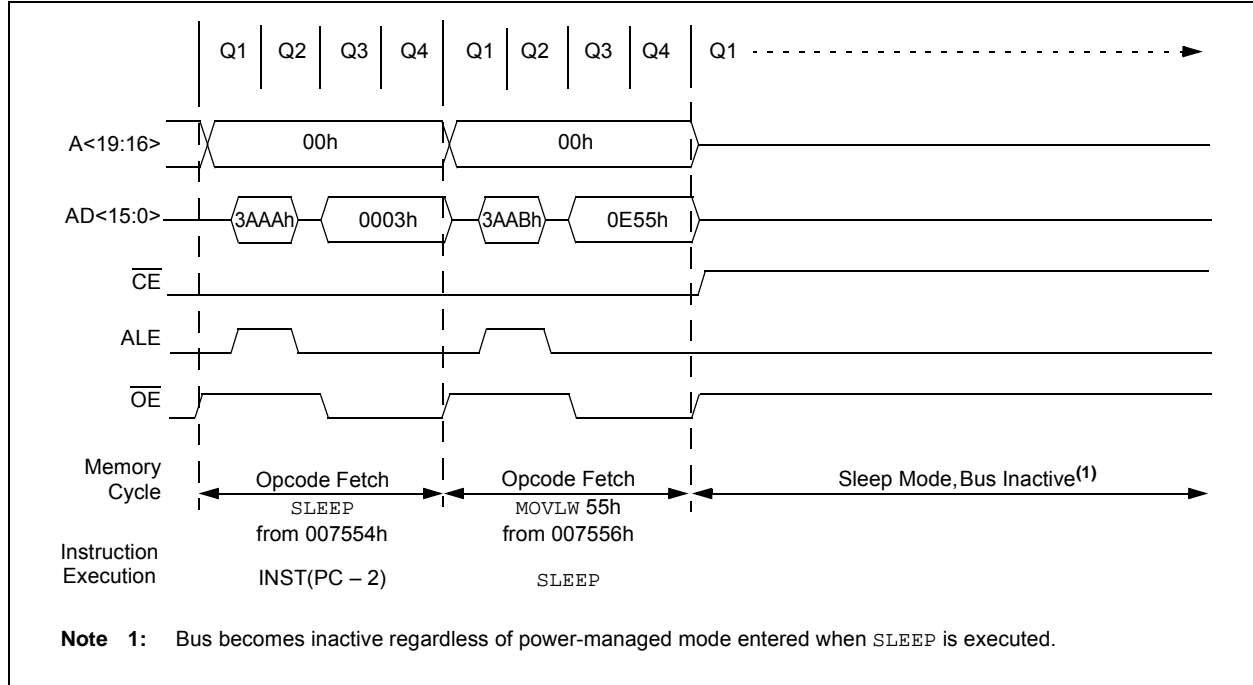 Q1 Q2 Q3 Q4 Q1 Q2 Q3 Q4 Q1
A<19:16> 00h 00h
AD<15:0> 3AAAh 0003h 3AABh 0E55h
CE
ALE
OE
Memory
Cycle
Opcode Fetch
SLEEP
from 007554h
Opcode Fetch
MOVLW 55h
from 007556h
Sleep Mode, Bus Inactive(1)
Instruction
Execution
INST(PC – 2) SLEEP
Note 1: Bus becomes inactive regardless of power-managed mode entered when SLEEP is executed.